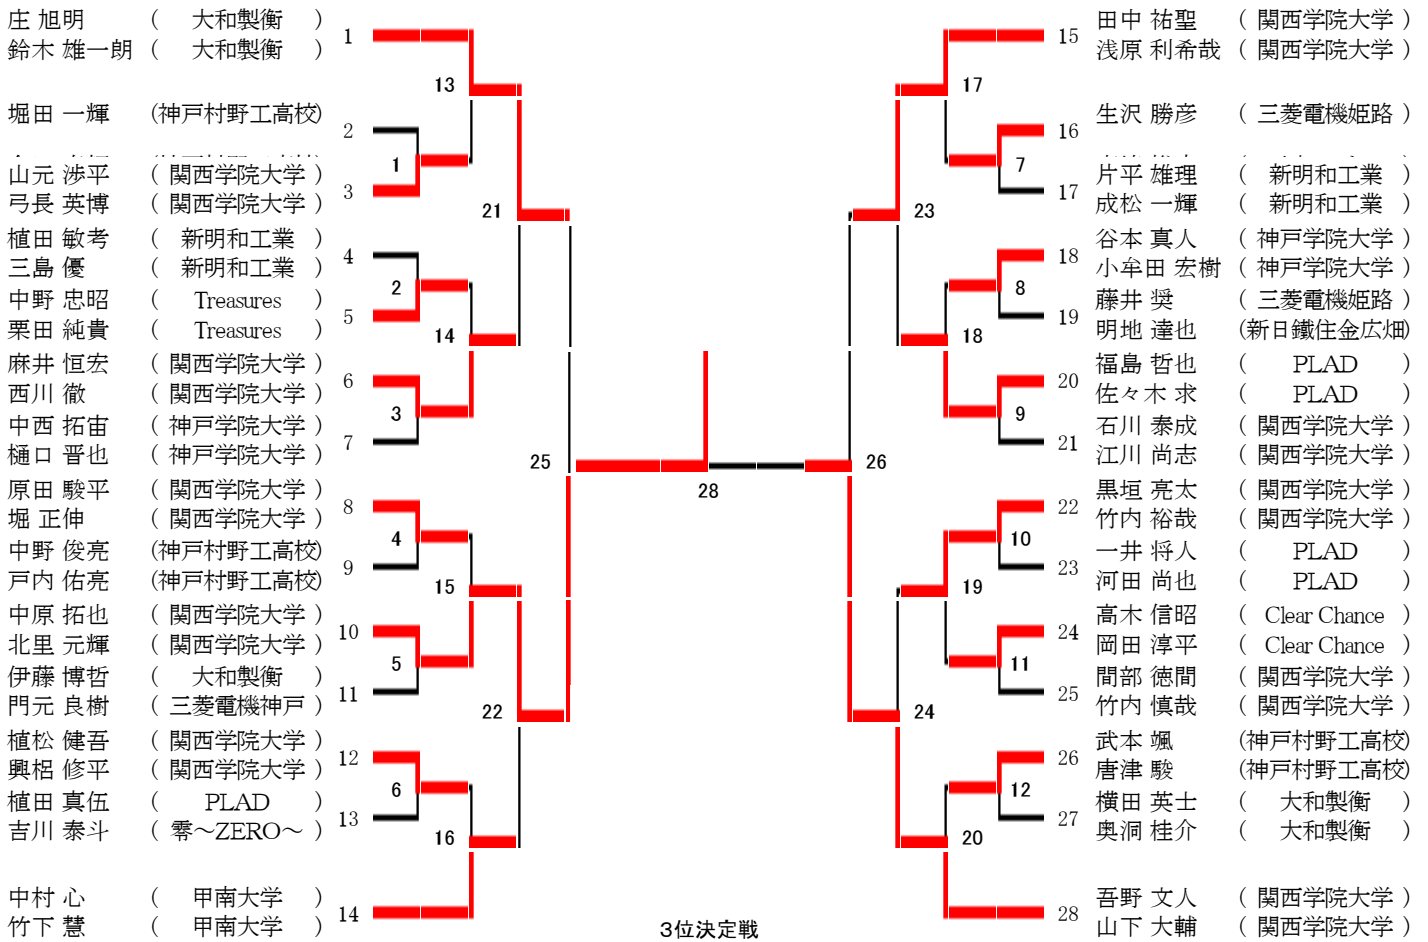 庄 旭明 ( 大和製衡 )
鈴木 雄一朗 ( 大和製衡 )
1
堀田 一輝 (神戸村野工高校)
2
山元 渉平 ( 関西学院大学 )
弓長 英博 ( 関西学院大学 )
3
植田 敏考 ( 新明和工業 )
三島 優 ( 新明和工業 )
4
中野 忠昭 ( Treasures )
栗田 純貴 ( Treasures )
5
麻井 恒宏 ( 関西学院大学 )
西川 徹 ( 関西学院大学 )
6
中西 拓宙 ( 神戸学院大学 )
樋口 晋也 ( 神戸学院大学 )
7
原田 駿平 ( 関西学院大学 )
堀 正伸 ( 関西学院大学 )
8
中野 俊亮 (神戸村野工高校)
戸内 佑亮 (神戸村野工高校)
9
中原 拓也 ( 関西学院大学 )
北里 元輝 ( 関西学院大学 )
10
伊藤 博哲 ( 大和製衡 )
門元 良樹 ( 三菱電機神戸 )
11
植松 健吾 ( 関西学院大学 )
興梠 修平 ( 関西学院大学 )
12
植田 真伍 ( PLAD )
吉川 泰斗 ( 零～ZERO～ )
13
中村 心 ( 甲南大学 )
竹下 慧 ( 甲南大学 )
14
13
1
21
2
14
3
25
4
15
5
22
6
16
28
3位決定戦
17
7
23
8
18
9
26
10
19
11
24
12
20
田中 祐聖 ( 関西学院大学 )
浅原 利希哉 ( 関西学院大学 )
15
生沢 勝彦 ( 三菱電機姫路 )
16
片平 雄理 ( 新明和工業 )
成松 一輝 ( 新明和工業 )
17
谷本 真人 ( 神戸学院大学 )
小牟田 宏樹 ( 神戸学院大学 )
18
藤井 奨 ( 三菱電機姫路 )
明地 達也 (新日鐵住金広畑)
19
福島 哲也 ( PLAD )
佐々木 求 ( PLAD )
20
石川 泰成 ( 関西学院大学 )
江川 尚志 ( 関西学院大学 )
21
黒垣 亮太 ( 関西学院大学 )
竹内 裕哉 ( 関西学院大学 )
22
一井 将人 ( PLAD )
河田 尚也 ( PLAD )
23
高木 信昭 ( Clear Chance )
岡田 淳平 ( Clear Chance )
24
間部 徳間 ( 関西学院大学 )
竹内 慎哉 ( 関西学院大学 )
25
武本 颯 (神戸村野工高校)
唐津 駿 (神戸村野工高校)
26
横田 英士 ( 大和製衡 )
奥洞 桂介 ( 大和製衡 )
27
吾野 文人 ( 関西学院大学 )
山下 大輔 ( 関西学院大学 )
28